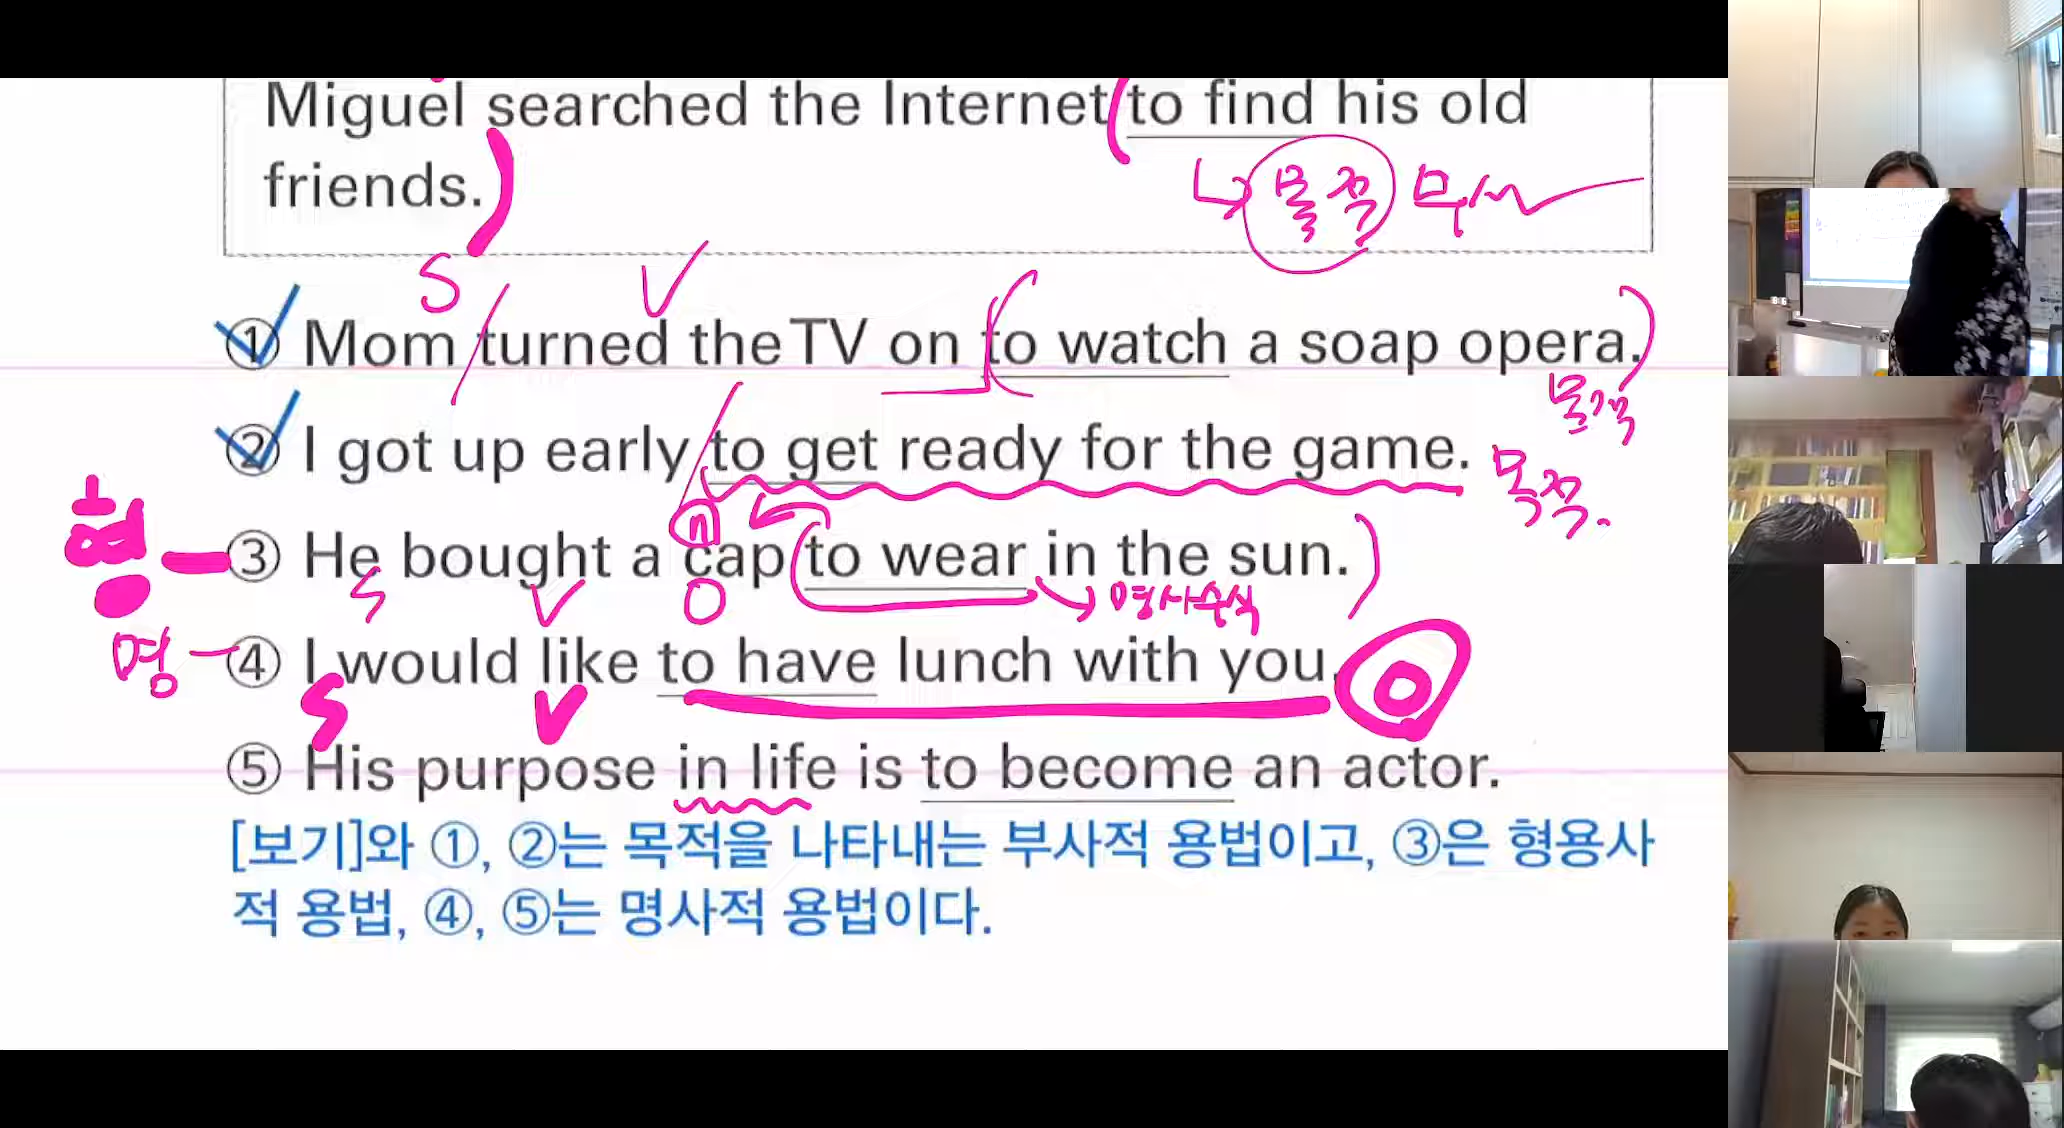 Miguel searched the Internet to find his old
friends.
목적 부사
S V
① Mom turned the TV on to watch a soap opera.
목적
② I got up early to get ready for the game.
목적.
n
형 ③ He bought a cap to wear in the sun.
S V O 명사수식
명 ④ I would like to have lunch with you.
S V O
⑤ His purpose in life is to become an actor.
[보기]와 ①, ②는 목적을 나타내는 부사적 용법이고, ③은 형용사
적 용법, ④, ⑤는 명사적 용법이다.